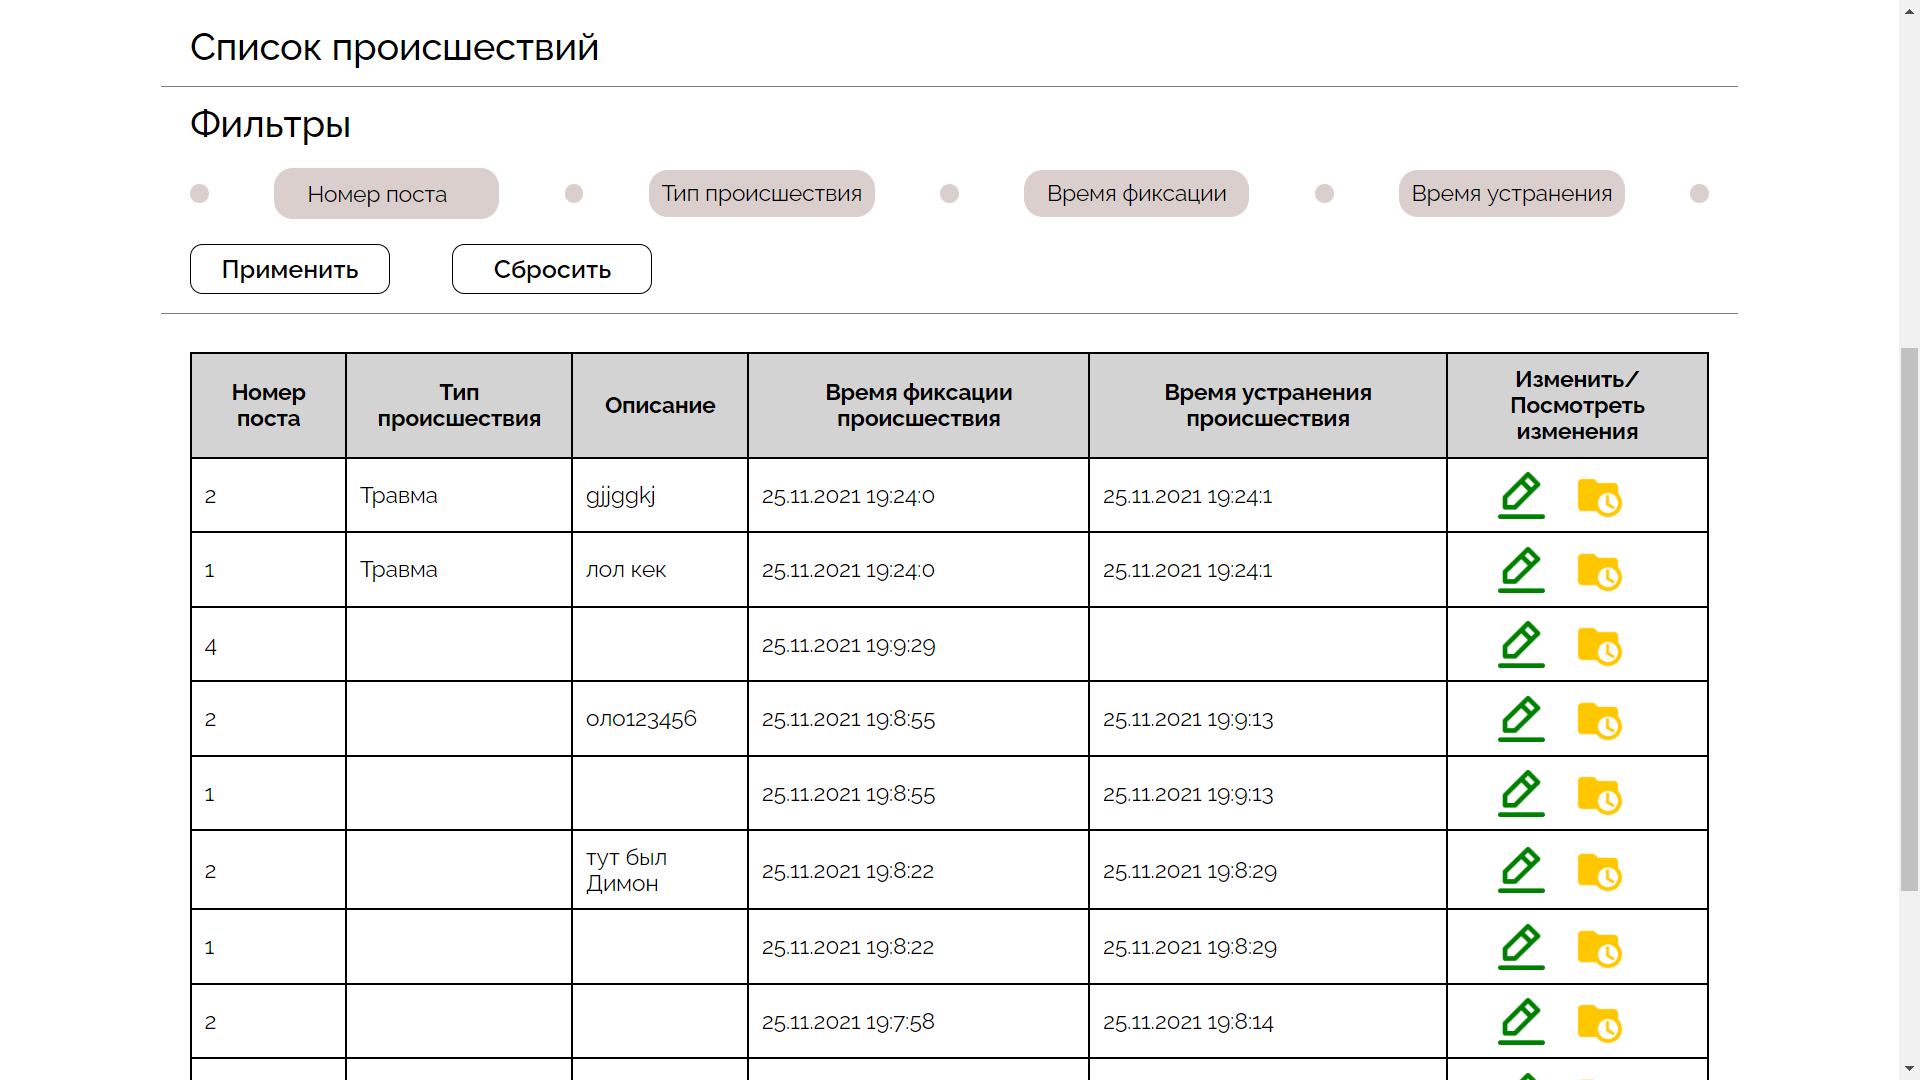 Список происшествий
Фильтры
Номер поста
Тип происшествия
Время фиксации
Время устранения
Применить
Сбросить
Номер поста
Тип происшествия
Описание
Время фиксации происшествия
Время устранения происшествия
Изменить/
Посмотреть
изменения
2 Травма gjjggkj 25.11.2021 19:24:0 25.11.2021 19:24:1
1 Травма лол кек 25.11.2021 19:24:0 25.11.2021 19:24:1
4 25.11.2021 19:9:29
2 оло123456 25.11.2021 19:8:55 25.11.2021 19:9:13
1 25.11.2021 19:8:55 25.11.2021 19:9:13
2 тут был Димон 25.11.2021 19:8:22 25.11.2021 19:8:29
1 25.11.2021 19:8:22 25.11.2021 19:8:29
2 25.11.2021 19:7:58 25.11.2021 19:8:14